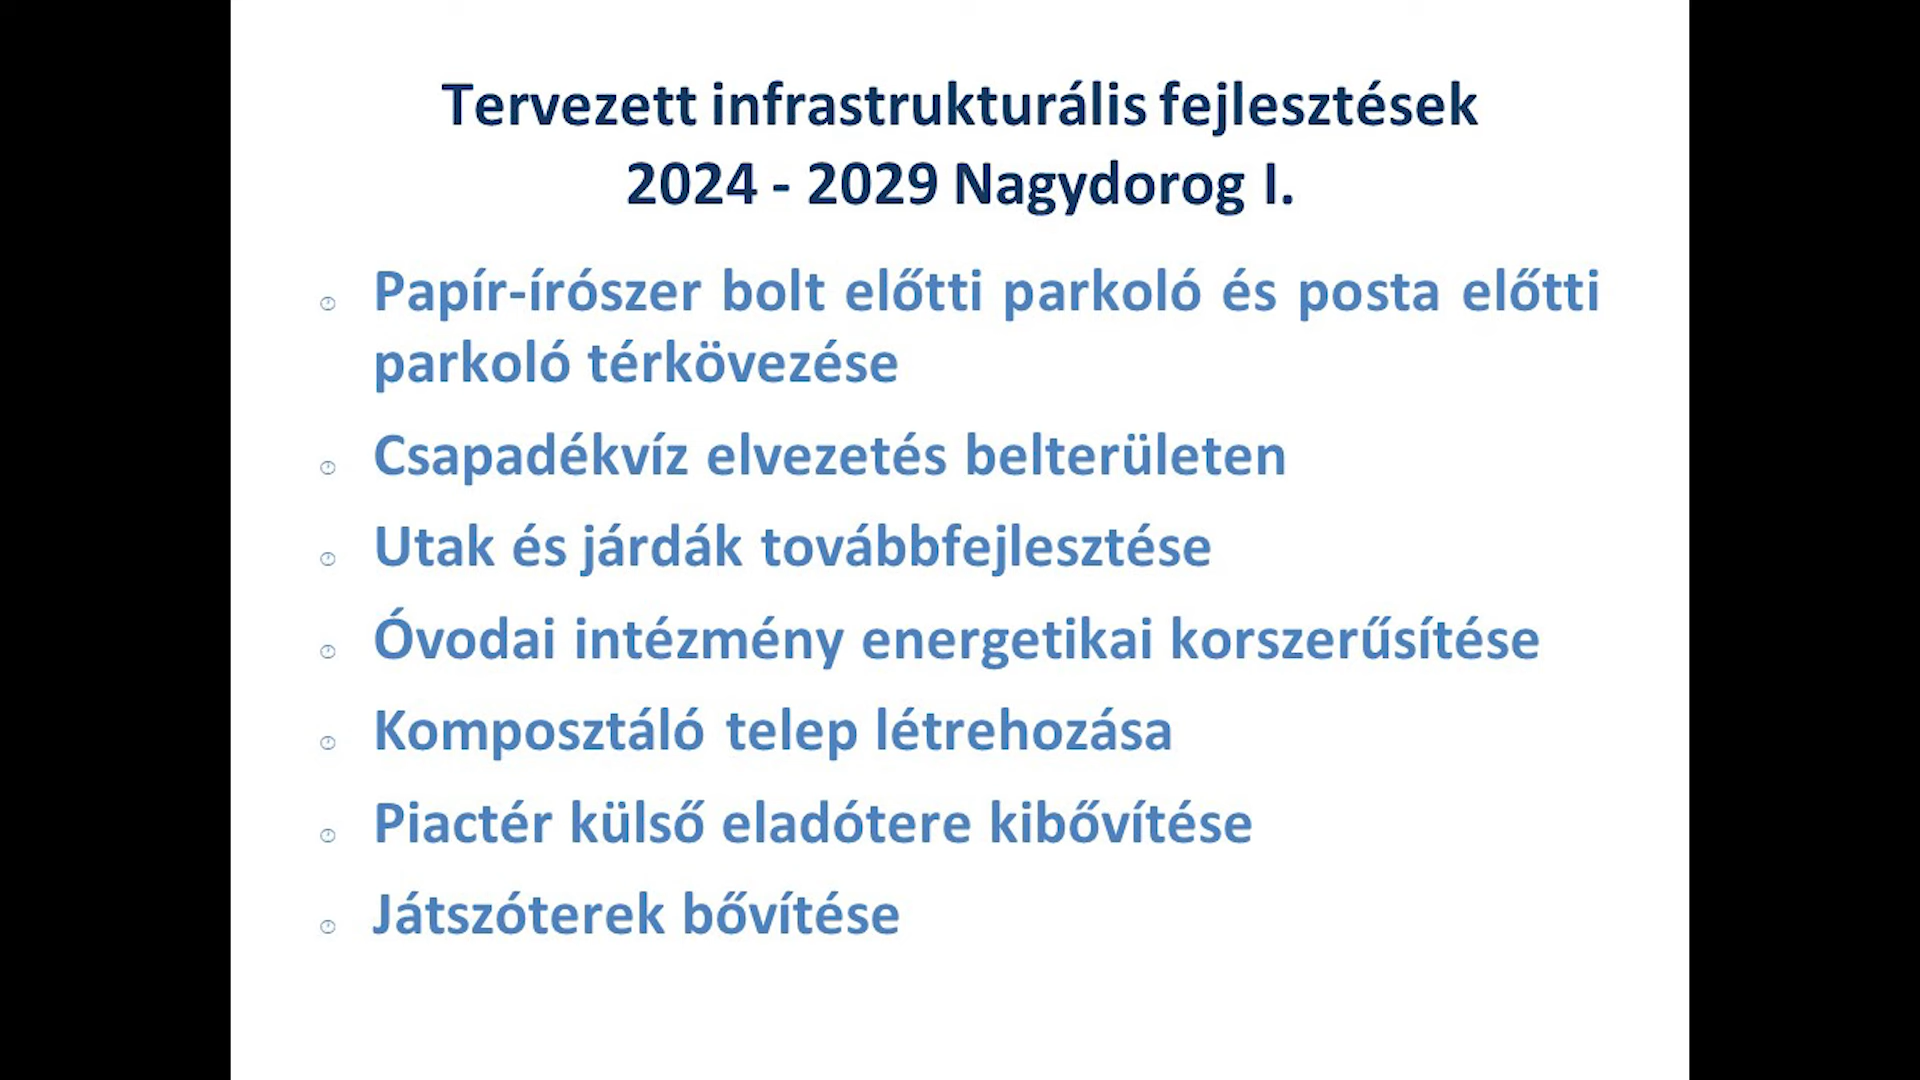 Tervezett infrastrukturális fejlesztések
2024 - 2029 Nagydorog I.
Papír-írószer bolt előtti parkoló és posta előtti
parkoló térkövezése
Csapadékvíz elvezetés belterületen
Utak és járdák továbbfejlesztése
Óvodai intézmény energetikai korszerűsítése
Komposztáló telep létrehozása
Piactér külső eladótere kibővítése
Játszóterek bővítése